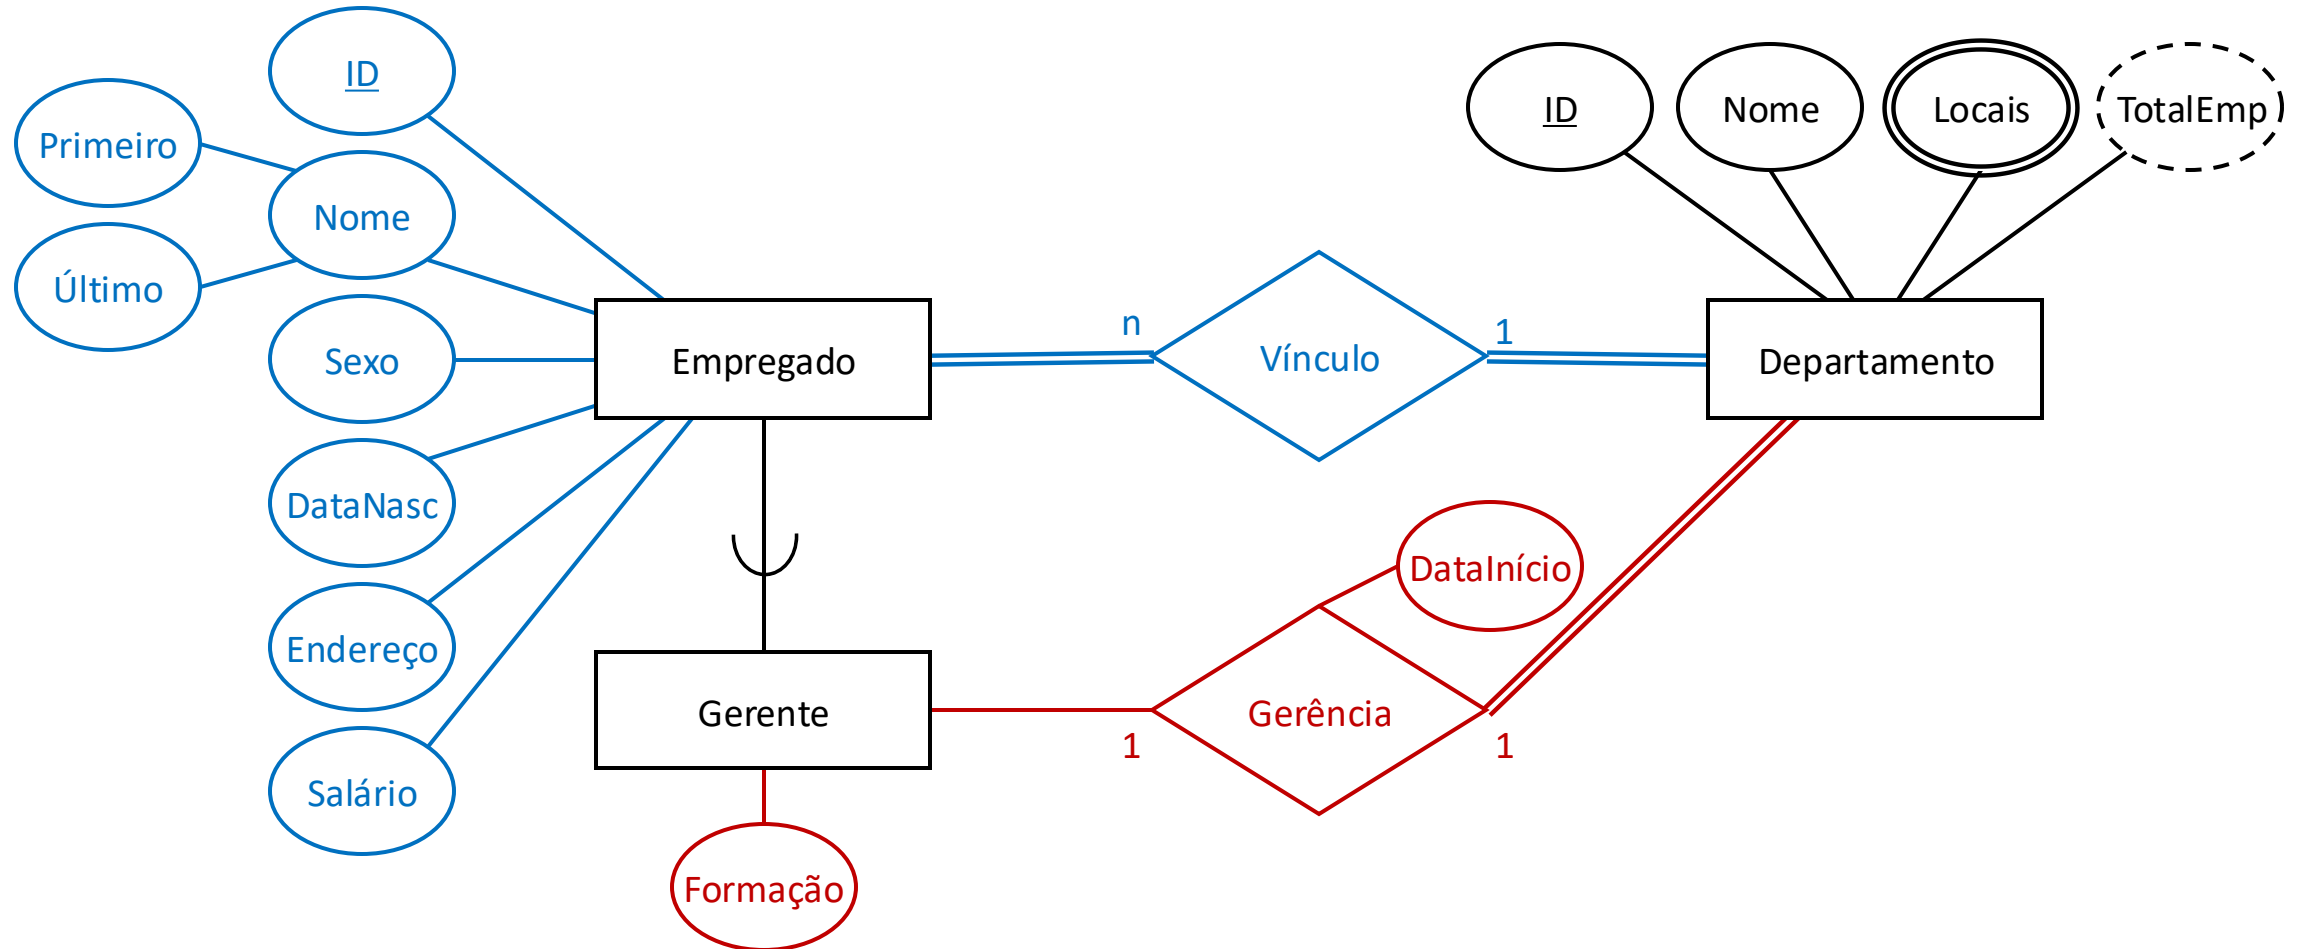 ID
Primeiro
Nome
Último
Sexo
DataNasc
Endereço
Salário
Empregado
n
Vínculo
1
ID
Nome
Locais
TotalEmp
Departamento
DataInício
Gerente
1
Gerência
1
Formação